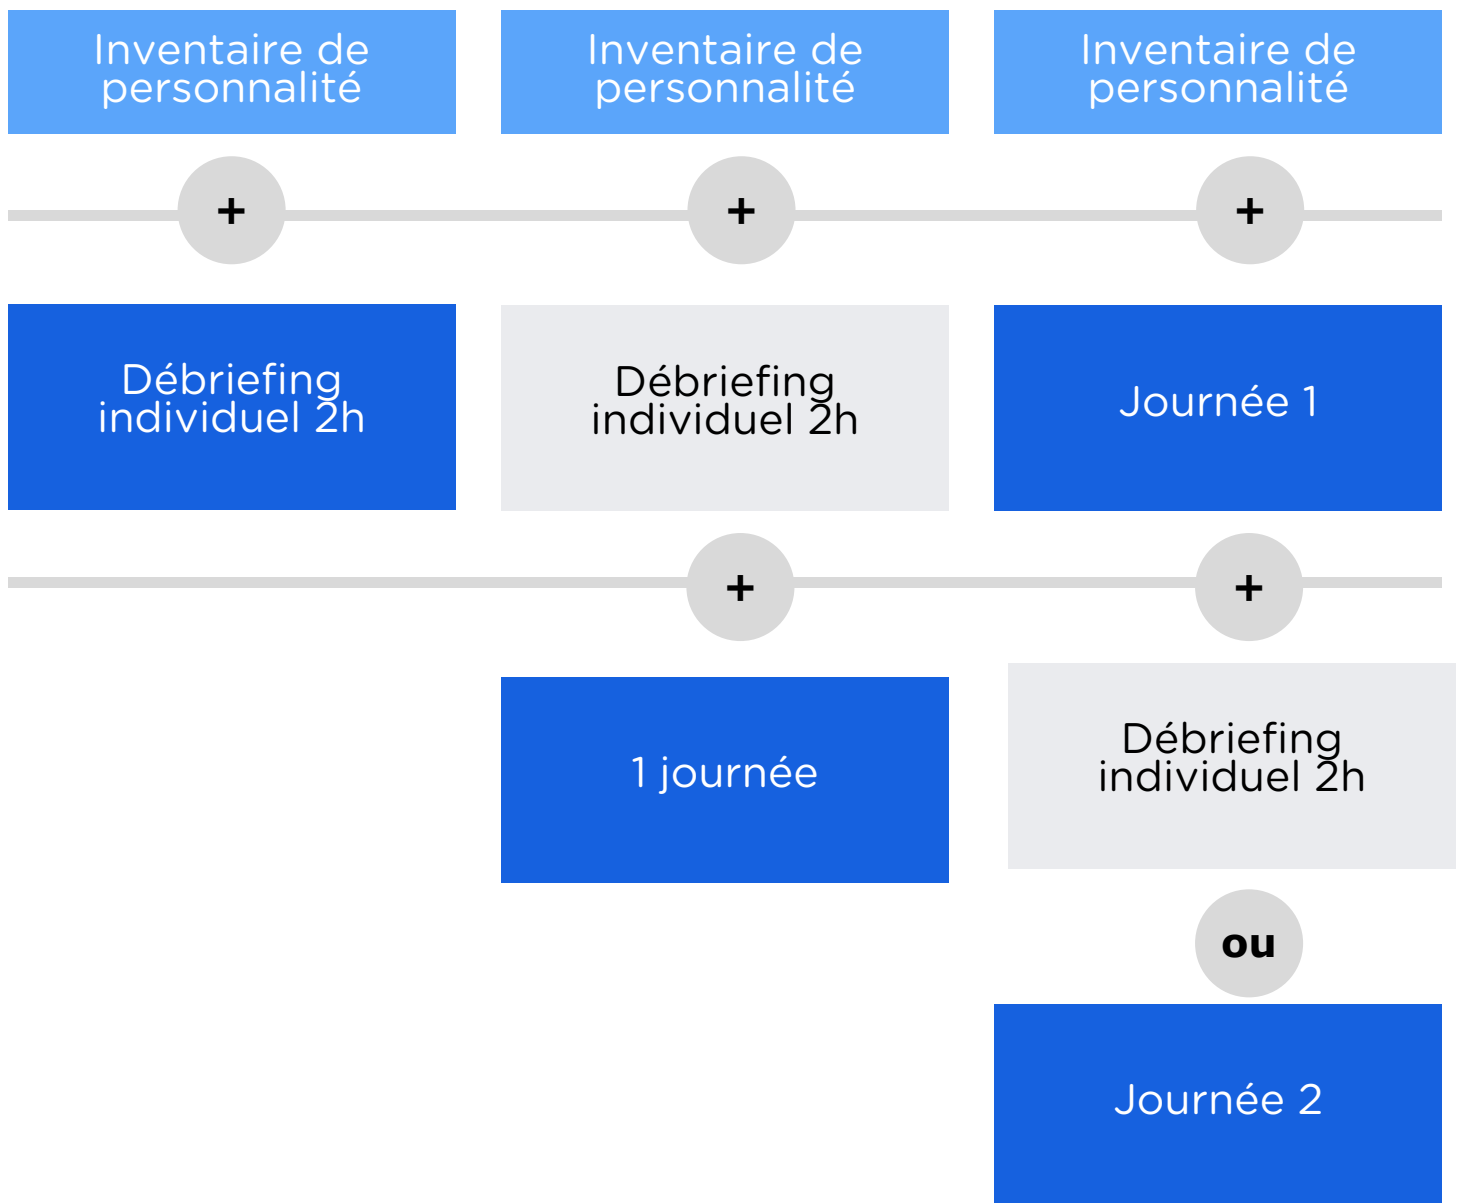 Inventaire de
personnalité
Inventaire de
personnalité
Inventaire de
personnalité
+
+
+
Débriefing
individuel 2h
Débriefing
individuel 2h
Journée 1
+
+
1 journée
Débriefing
individuel 2h
ou
Journée 2